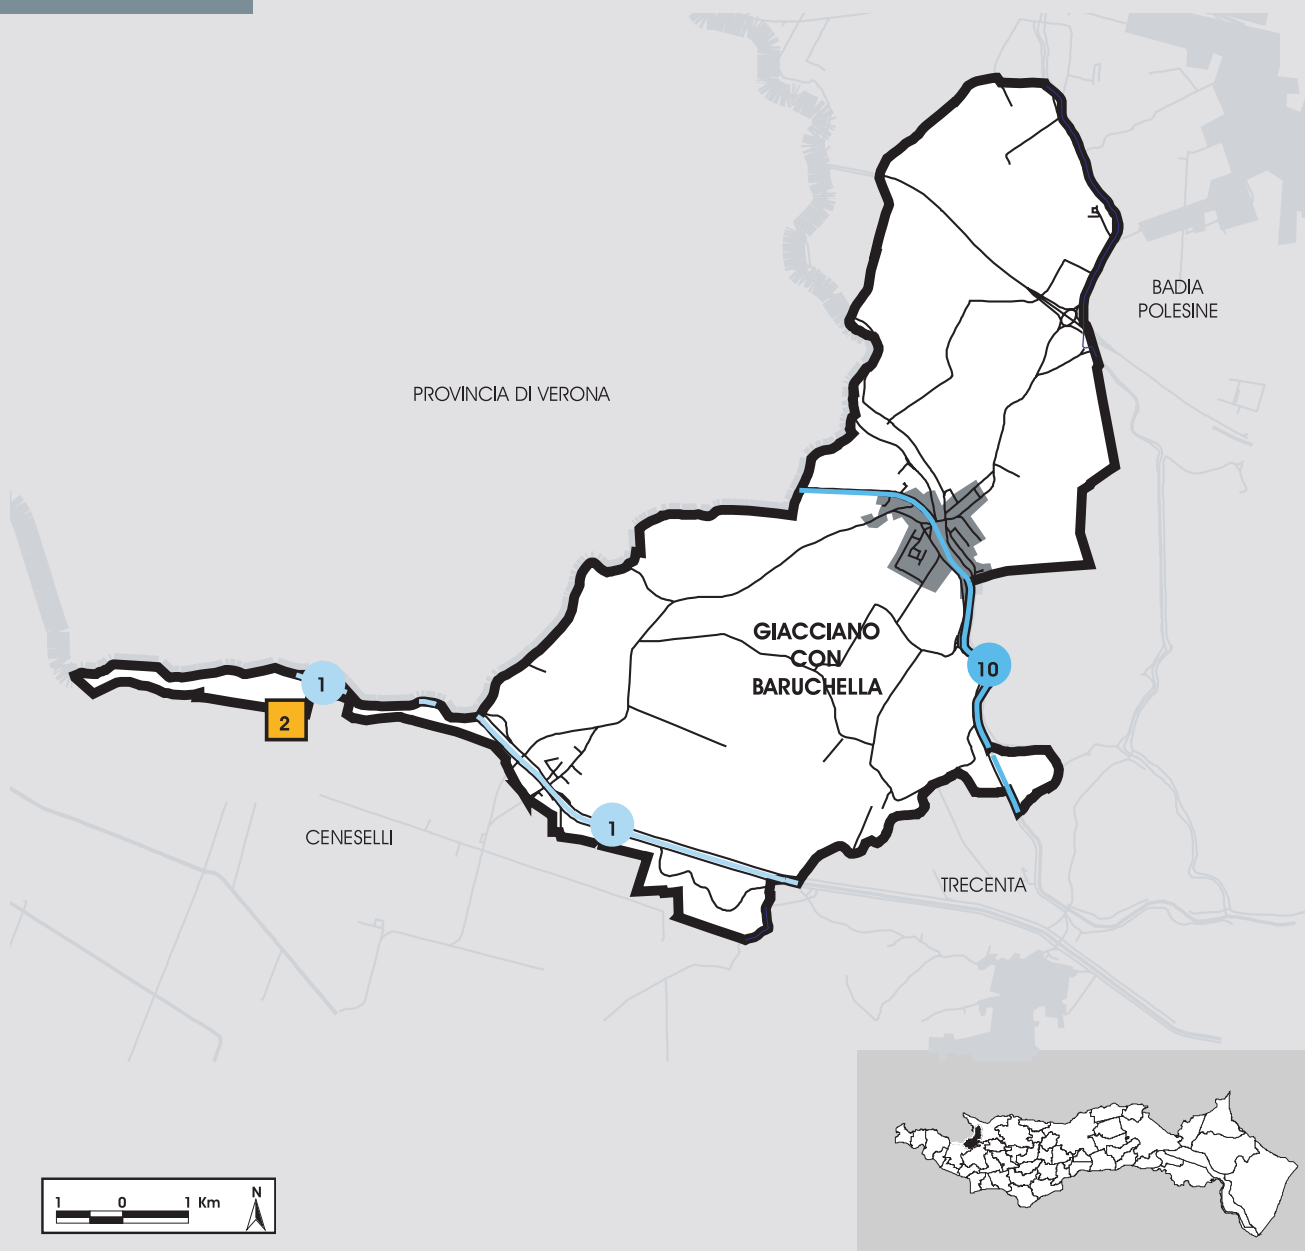 BADIA
POLESINE
PROVINCIA DI VERONA
GIACCIANO
CON
BARUCHELLA
10
1
2
1
CENESELLI
TRECENTA
1 0 1 Km
N